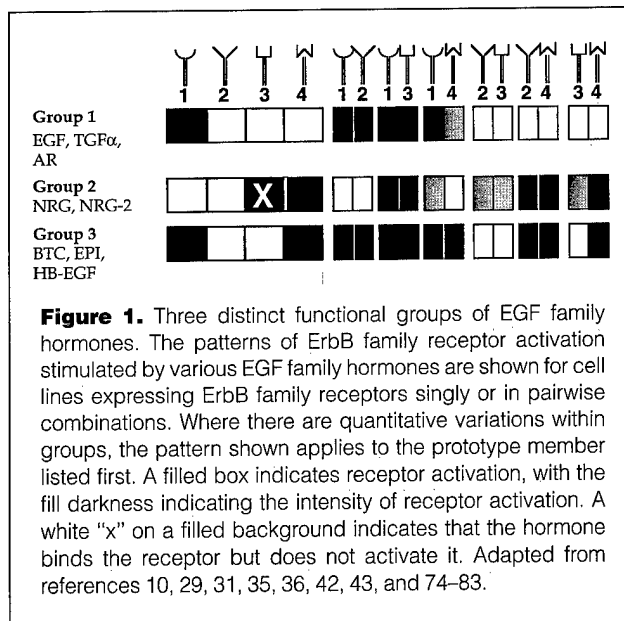 1 2 3 4 1 2 1 3 1 4 2 3 2 4 3 4
Group 1
EGF, TGFα,
AR
Group 2
NRG, NRG-2
X
Group 3
BTC, EPI,
HB-EGF
Figure 1. Three distinct functional groups of EGF family
hormones. The patterns of ErbB family receptor activation
stimulated by various EGF family hormones are shown for cell
lines expressing ErbB family receptors singly or in pairwise
combinations. Where there are quantitative variations within
groups, the pattern shown applies to the prototype member
listed first. A filled box indicates receptor activation, with the
fill darkness indicating the intensity of receptor activation. A
white "x" on a filled background indicates that the hormone
binds the receptor but does not activate it. Adapted from
references 10, 29, 31, 35, 36, 42, 43, and 74–83.